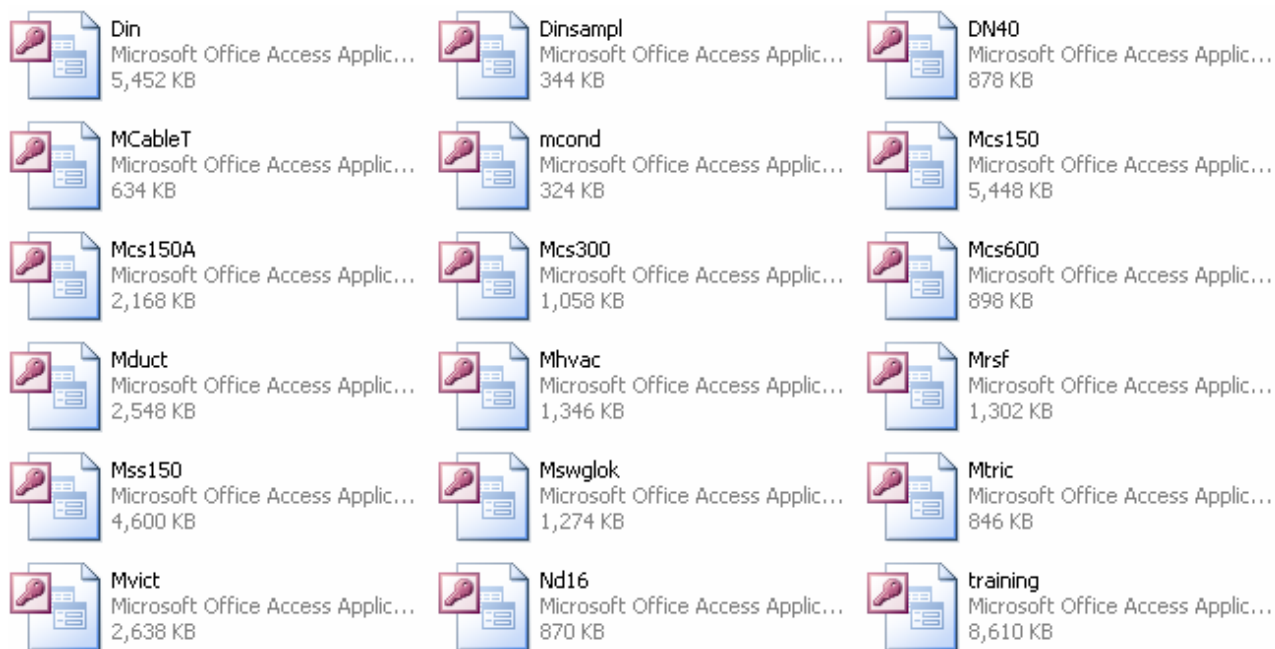 Din
Microsoft Office Access Applic...
5,452 KB
Dinsampl
Microsoft Office Access Applic...
344 KB
DN40
Microsoft Office Access Applic...
878 KB
MCableT
Microsoft Office Access Applic...
634 KB
mcond
Microsoft Office Access Applic...
324 KB
Mcs150
Microsoft Office Access Applic...
5,448 KB
Mcs150A
Microsoft Office Access Applic...
2,168 KB
Mcs300
Microsoft Office Access Applic...
1,058 KB
Mcs600
Microsoft Office Access Applic...
898 KB
Mduct
Microsoft Office Access Applic...
2,548 KB
Mhvac
Microsoft Office Access Applic...
1,346 KB
Mrsf
Microsoft Office Access Applic...
1,302 KB
Mss150
Microsoft Office Access Applic...
4,600 KB
Mswglok
Microsoft Office Access Applic...
1,274 KB
Mtric
Microsoft Office Access Applic...
846 KB
Mvict
Microsoft Office Access Applic...
2,638 KB
Nd16
Microsoft Office Access Applic...
870 KB
training
Microsoft Office Access Applic...
8,610 KB